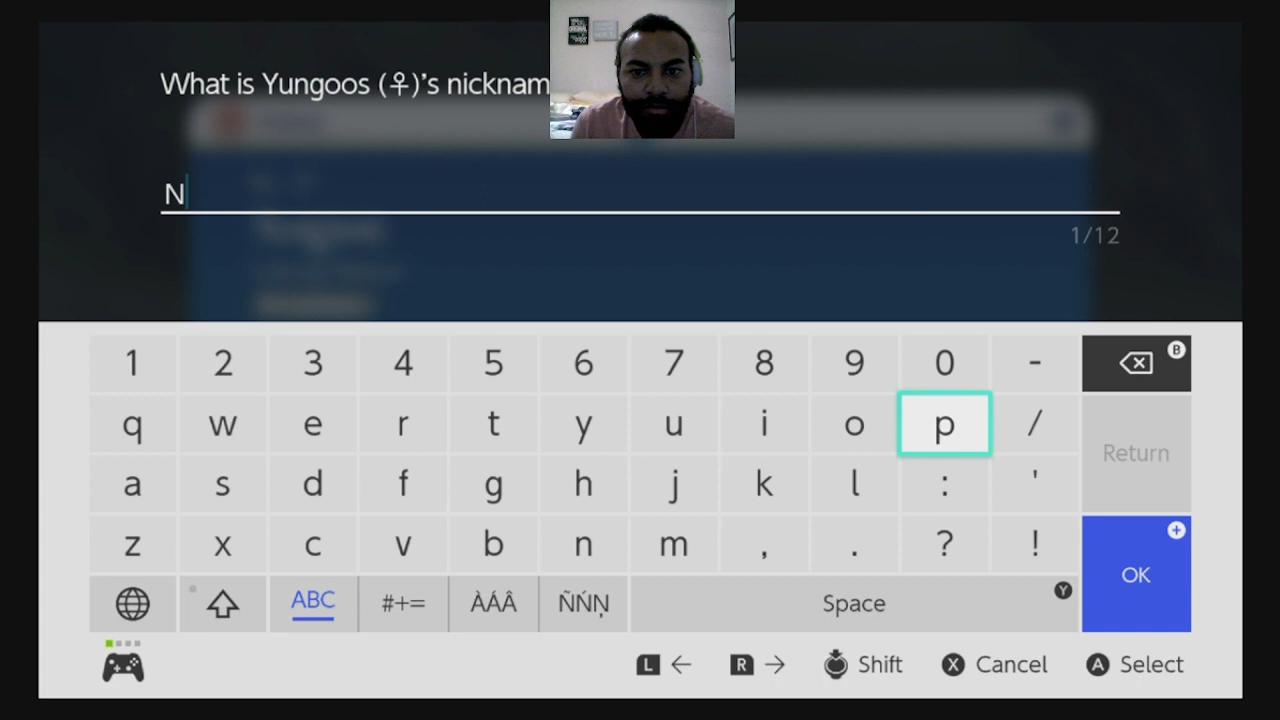 What is Yungoos (♀)'s nicknam
N
1/12
1 2 3 4 5 6 7 8 9 0 -
B
q w e r t y u i o p /
Return
a s d f g h j k l : '
z x c v b n m , . ? !
+
OK
ABC #+= ÀÁÂ ÑŃŅ Space
Y
L ← R → Shift X Cancel A Select